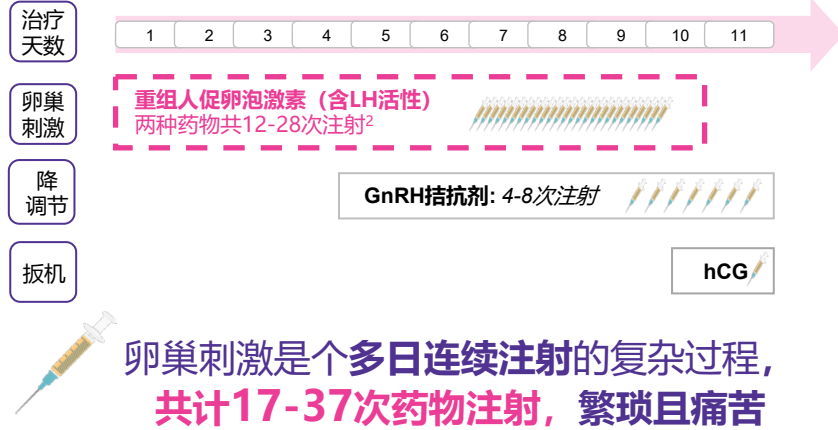 治疗
天数
1 2 3 4 5 6 7 8 9 10 11
卵巢
刺激
重组人促卵泡激素（含LH活性）
两种药物共12-28次注射2
降
调节
GnRH拮抗剂: 4-8次注射
扳机
hCG
卵巢刺激是个多日连续注射的复杂过程，
共计17-37次药物注射，繁琐且痛苦